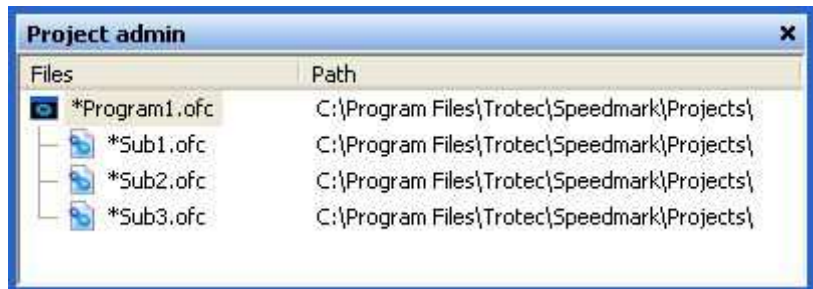 Project admin
Files Path
*Program1.ofc C:\Program Files\Trotec\Speedmark\Projects\
*Sub1.ofc C:\Program Files\Trotec\Speedmark\Projects\
*Sub2.ofc C:\Program Files\Trotec\Speedmark\Projects\
*Sub3.ofc C:\Program Files\Trotec\Speedmark\Projects\